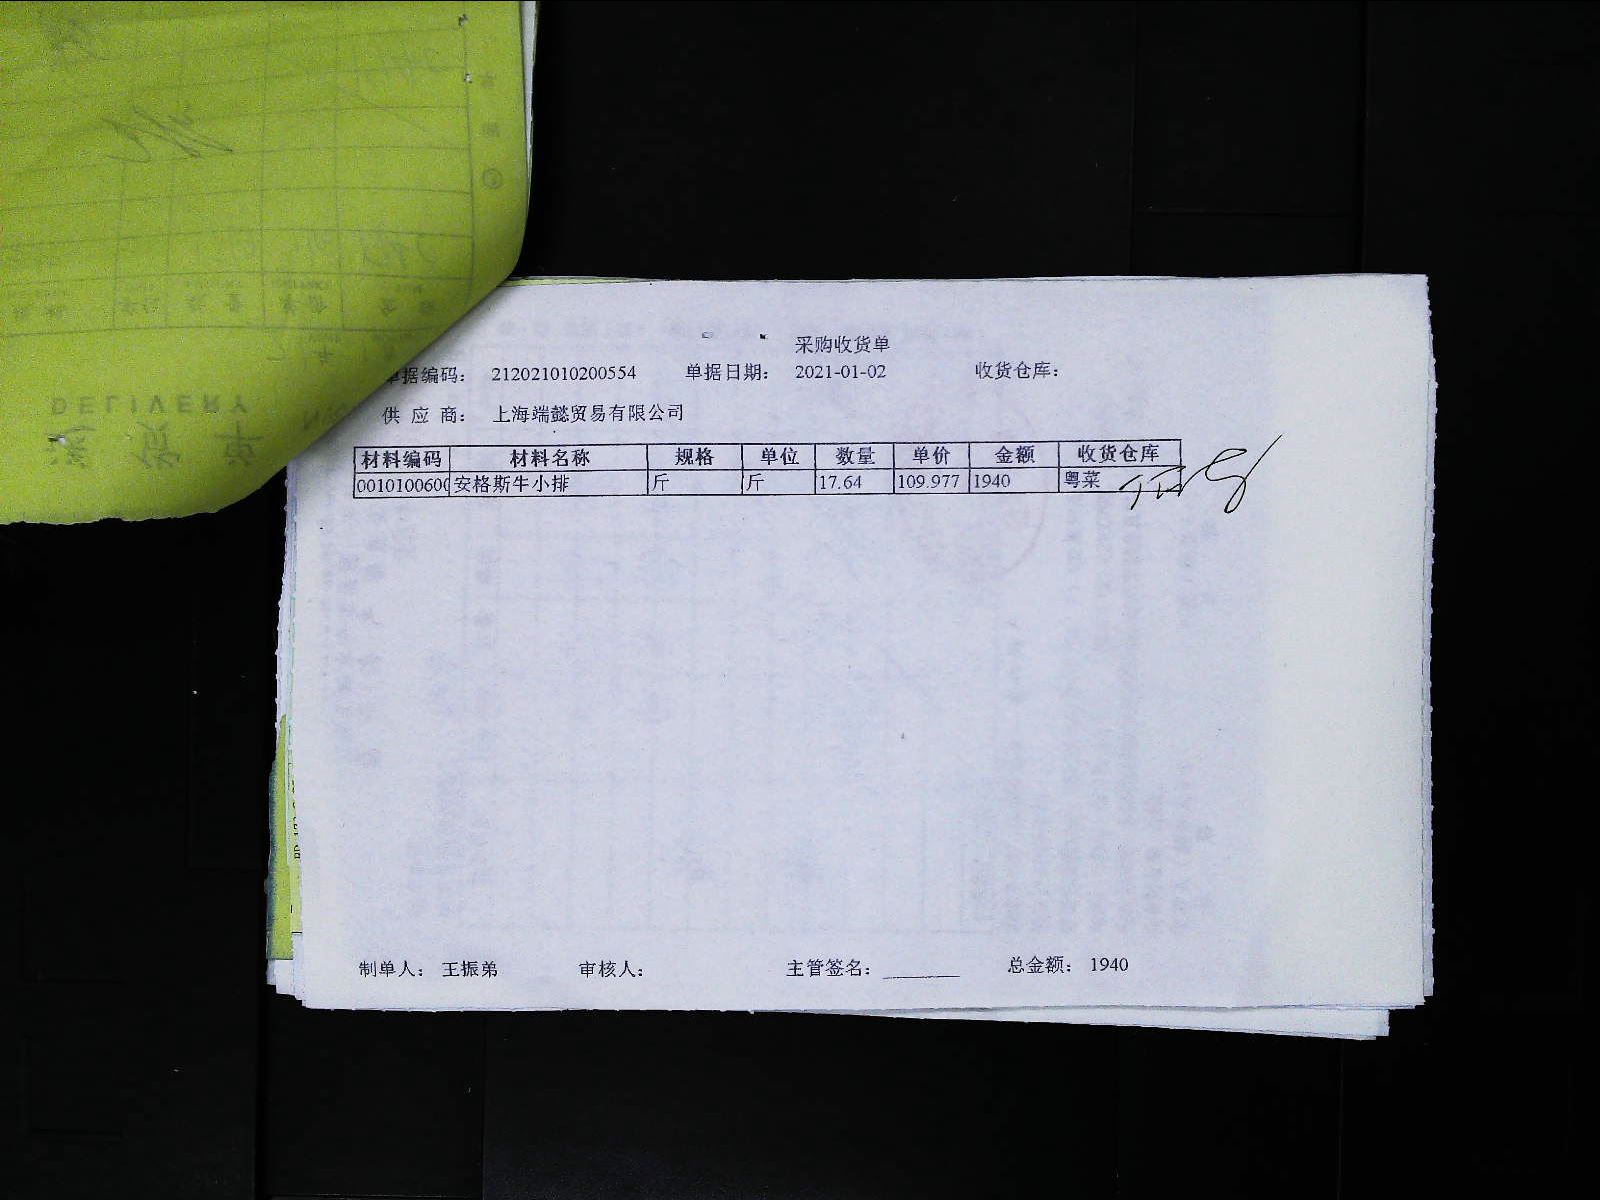 采购收货单
单据编码： 212021010200554 单据日期： 2021-01-02 收货仓库：
供 应 商： 上海端懿贸易有限公司
材料编码 材料名称 规格 单位 数量 单价 金额 收货仓库
0010100600 安格斯牛小排 斤 斤 17.64 109.977 1940 粤菜
制单人： 王振弟 审核人： 主管签名： 总金额： 1940
DELIVERY
送 货 单